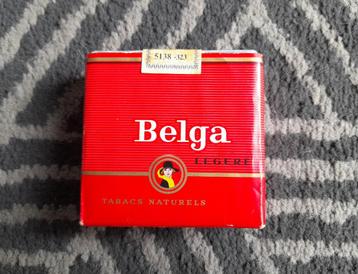 5138-323
Belga
LEGERE
TABACS NATURELS